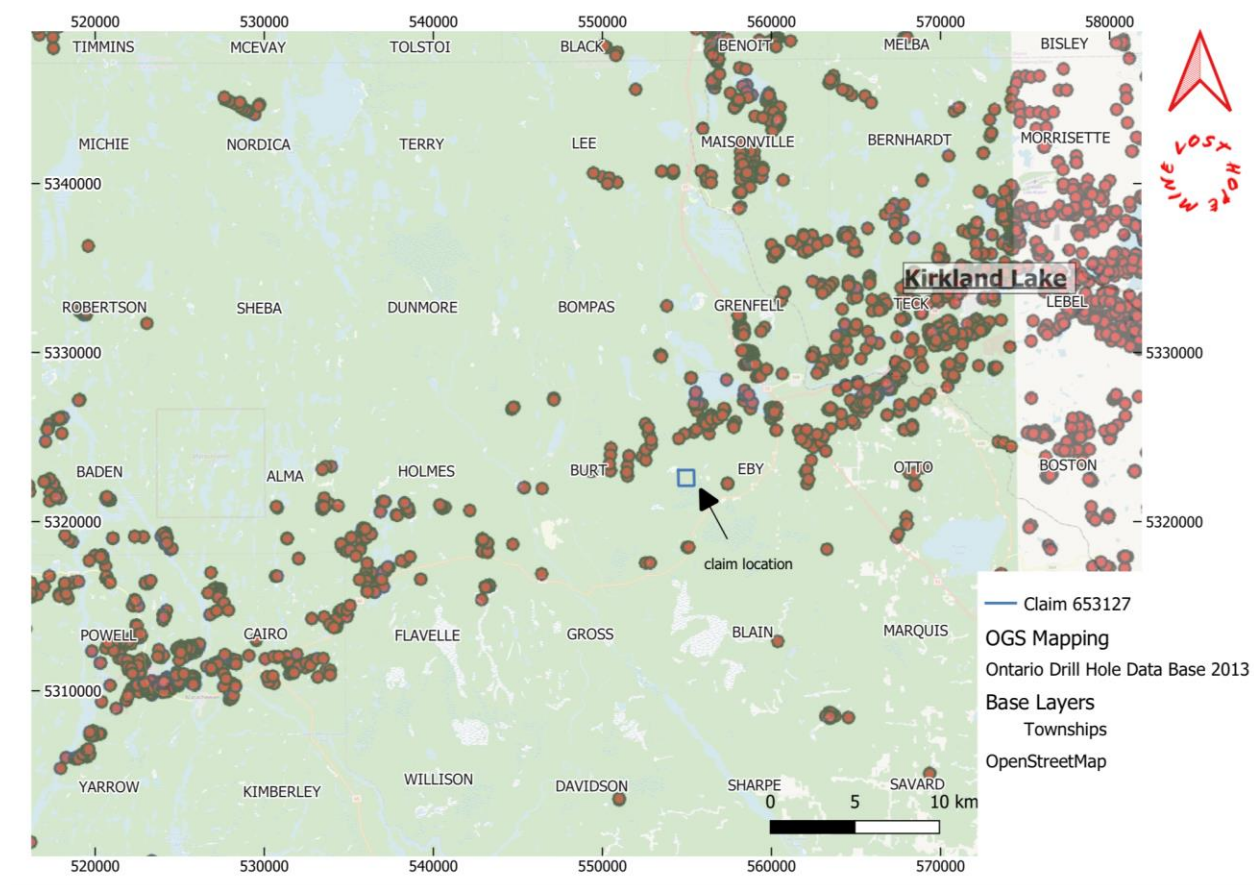 520000 530000 540000 550000 560000 570000 580000
TIMMINS MCEVAY TOLSTOI BLACK BENOIT MELBA BISLEY
MICHIE NORDICA TERRY LEE MAISONVILLE BERNHARDT MORRISETTE
LOST HOPE MINE
5340000
Kirkland Lake
ROBERTSON SHEBA DUNMORE BOMPAS GRENFELL TECK LEBEL
5330000 5330000
BADEN ALMA HOLMES BURT EBY OTTO BOSTON
5320000 5320000
claim location
Claim 653127
POWELL CAIRO FLAVELLE GROSS BLAIN MARQUIS
OGS Mapping
Ontario Drill Hole Data Base 2013
5310000
Base Layers
Townships
OpenStreetMap
YARROW KIMBERLEY WILLISON DAVIDSON SHARPE SAVARD
0 5 10 km
520000 530000 540000 550000 560000 570000